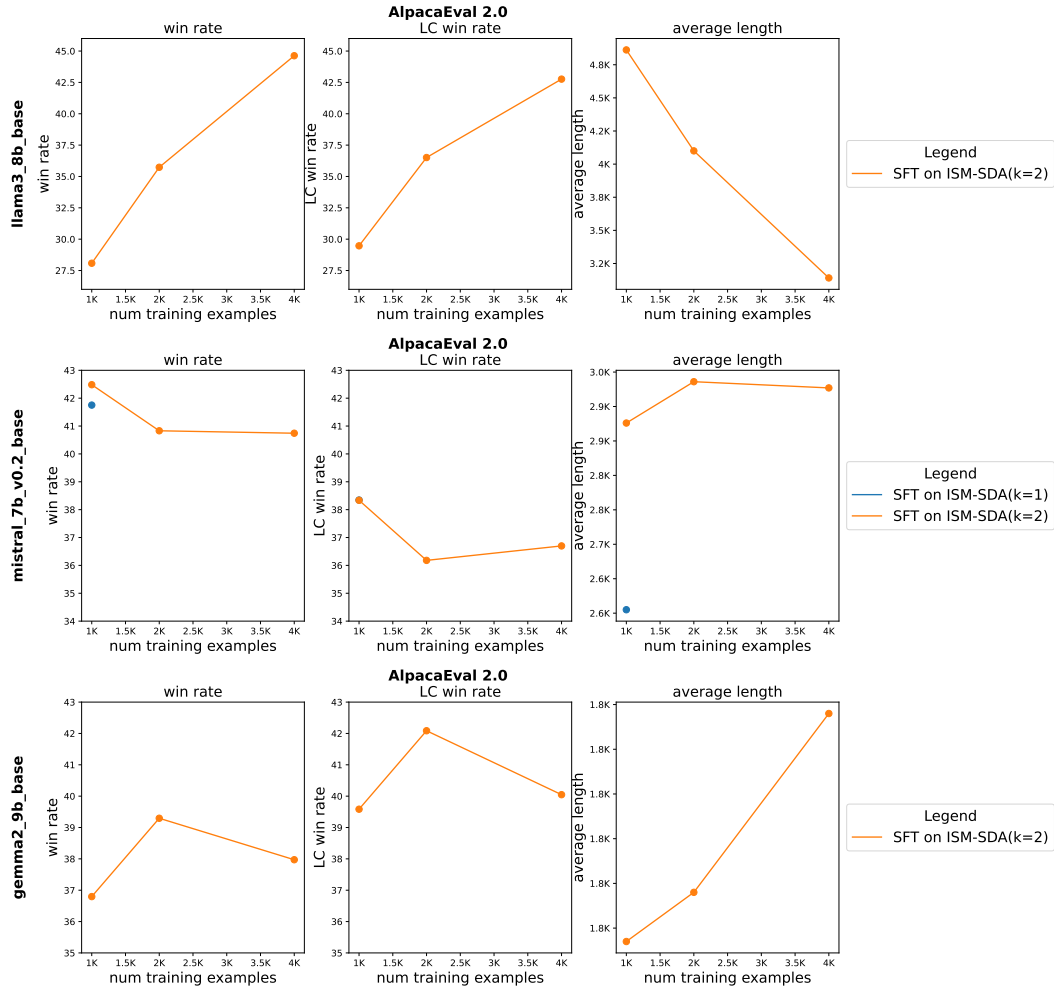 AlpacaEval 2.0
win rate
LC win rate
average length
llama3_8b_base
win rate
45.0
42.5
40.0
37.5
35.0
32.5
30.0
27.5
1K 1.5K 2K 2.5K 3K 3.5K 4K
num training examples
LC win rate
45.0
42.5
40.0
37.5
35.0
32.5
30.0
27.5
1K 1.5K 2K 2.5K 3K 3.5K 4K
num training examples
average length
4.8K
4.5K
4.2K
4K
3.8K
3.5K
3.2K
1K 1.5K 2K 2.5K 3K 3.5K 4K
num training examples
Legend
SFT on ISM-SDA(k=2)
AlpacaEval 2.0
win rate
LC win rate
average length
mistral_7b_v0.2_base
win rate
43
42
41
40
39
38
37
36
35
34
1K 1.5K 2K 2.5K 3K 3.5K 4K
num training examples
LC win rate
43
42
41
40
39
38
37
36
35
34
1K 1.5K 2K 2.5K 3K 3.5K 4K
num training examples
average length
3.0K
2.9K
2.9K
2.8K
2.8K
2.7K
2.6K
2.6K
1K 1.5K 2K 2.5K 3K 3.5K 4K
num training examples
Legend
SFT on ISM-SDA(k=1)
SFT on ISM-SDA(k=2)
AlpacaEval 2.0
win rate
LC win rate
average length
gemma2_9b_base
win rate
43
42
41
40
39
38
37
36
35
1K 1.5K 2K 2.5K 3K 3.5K 4K
num training examples
LC win rate
43
42
41
40
39
38
37
36
35
1K 1.5K 2K 2.5K 3K 3.5K 4K
num training examples
average length
1.8K
1.8K
1.8K
1.8K
1.8K
1.8K
1K 1.5K 2K 2.5K 3K 3.5K 4K
num training examples
Legend
SFT on ISM-SDA(k=2)